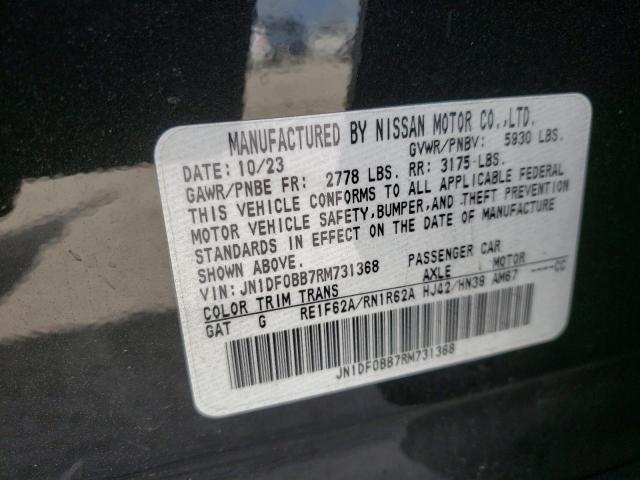 MANUFACTURED BY NISSAN MOTOR CO.,LTD.
DATE: 10/23 GVWR/PNBV: 5930 LBS.
GAWR/PNBE FR: 2778 LBS. RR: 3175 LBS.
THIS VEHICLE CONFORMS TO ALL APPLICABLE FEDERAL
MOTOR VEHICLE SAFETY, BUMPER, AND THEFT PREVENTION
STANDARDS IN EFFECT ON THE DATE OF MANUFACTURE
SHOWN ABOVE.
VIN: JN1DF0BB7RM731368 PASSENGER CAR
COLOR TRIM TRANS AXLE MOTOR
GAT G RE1F62A/RN1R62A HJ42/HN39 AM67 -----CC
JN1DF0BB7RM731368